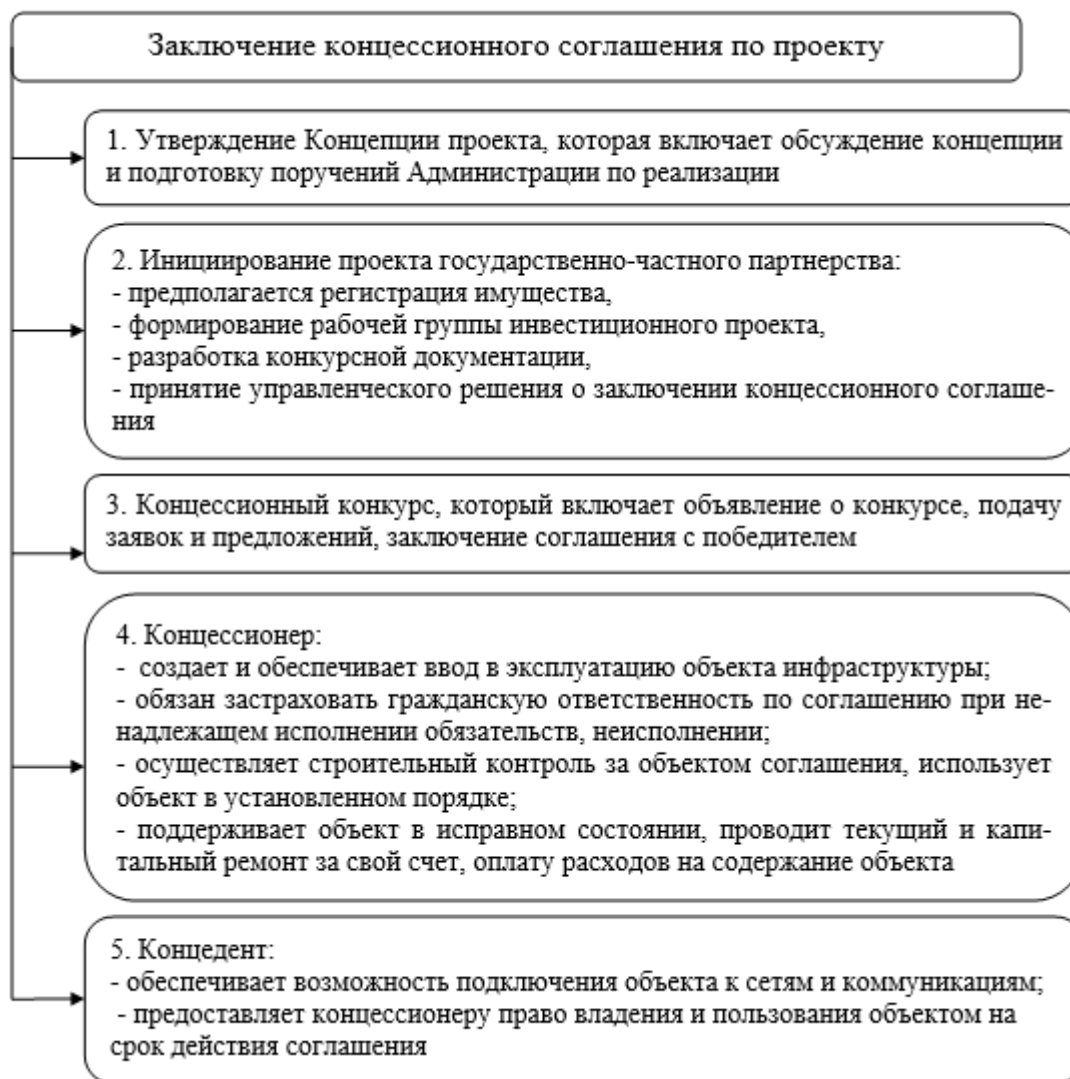 Заключение концессионного соглашения по проекту
1. Утверждение Концепции проекта, которая включает обсуждение концепции
и подготовку поручений Администрации по реализации
2. Инициирование проекта государственно-частного партнерства:
- предполагается регистрация имущества,
- формирование рабочей группы инвестиционного проекта,
- разработка конкурсной документации,
- принятие управленческого решения о заключении концессионного соглаше-
ния
3. Концессионный конкурс, который включает объявление о конкурсе, подачу
заявок и предложений, заключение соглашения с победителем
4. Концессионер:
- создает и обеспечивает ввод в эксплуатацию объекта инфраструктуры;
- обязан застраховать гражданскую ответственность по соглашению при не-
надлежащем исполнении обязательств, неисполнении;
- осуществляет строительный контроль за объектом соглашения, использует
объект в установленном порядке;
- поддерживает объект в исправном состоянии, проводит текущий и капи-
тальный ремонт за свой счет, оплату расходов на содержание объекта
5. Концедент:
- обеспечивает возможность подключения объекта к сетям и коммуникациям;
- предоставляет концессионеру право владения и пользования объектом на
срок действия соглашения